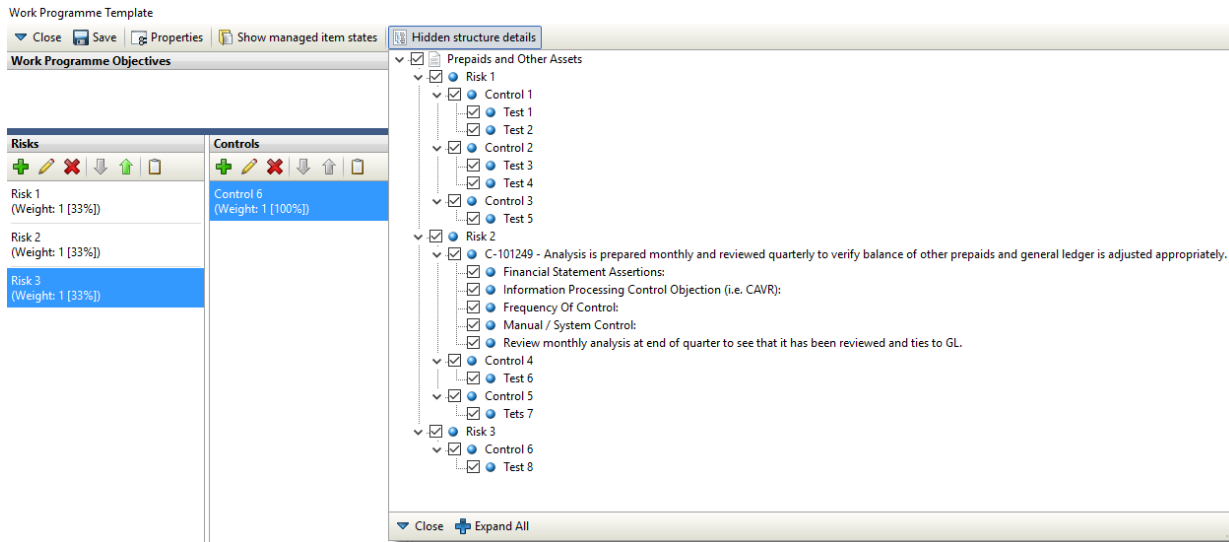 Work Programme Template
Close Save Properties Show managed item states Hidden structure details
Work Programme Objectives
Risks
Risk 1
(Weight: 1 [33%])
Risk 2
(Weight: 1 [33%])
Risk 3
(Weight: 1 [33%])
Controls
Control 6
(Weight: 1 [100%])
Prepaids and Other Assets
Risk 1
Control 1
Test 1
Test 2
Control 2
Test 3
Test 4
Control 3
Test 5
Risk 2
C-101249 - Analysis is prepared monthly and reviewed quarterly to verify balance of other prepaids and general ledger is adjusted appropriately.
Financial Statement Assertions:
Information Processing Control Objection (i.e. CAVR):
Frequency Of Control:
Manual / System Control:
Review monthly analysis at end of quarter to see that it has been reviewed and ties to GL.
Control 4
Test 6
Control 5
Tets 7
Risk 3
Control 6
Test 8
Close Expand All